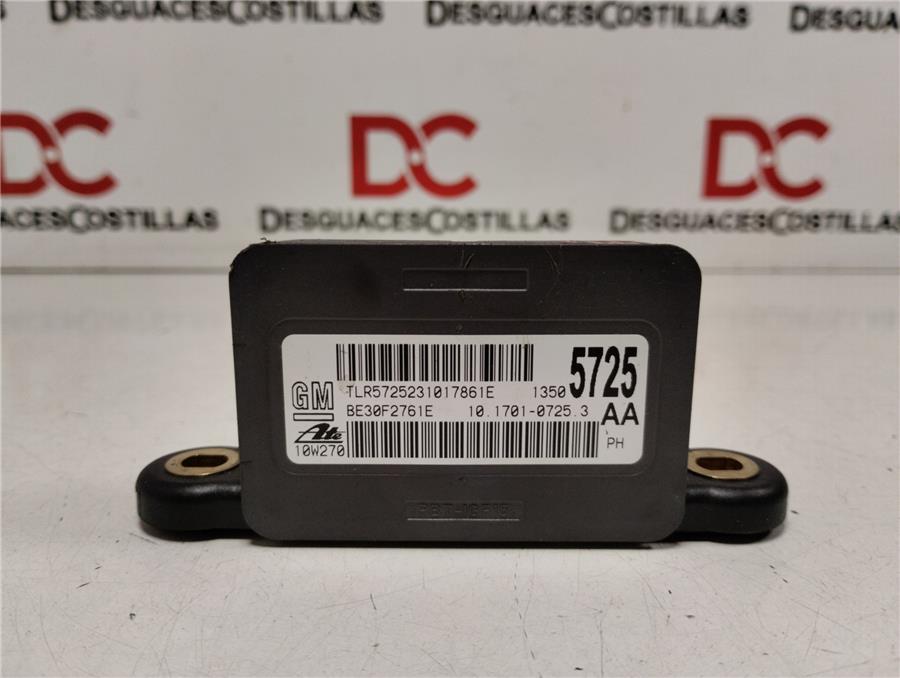 DESGUACESCOSTILLAS
DESGUACESCOSTILLAS
DC
DC
DC
DESGUACESCOSTILLAS
DESGUACESCOSTILLAS
DESGUACESCOSTILLAS
GM
TLR5725231017861E 1350 5725
BE30F2761E 10.1701-0725.3 AA
Ate
10W270
PH